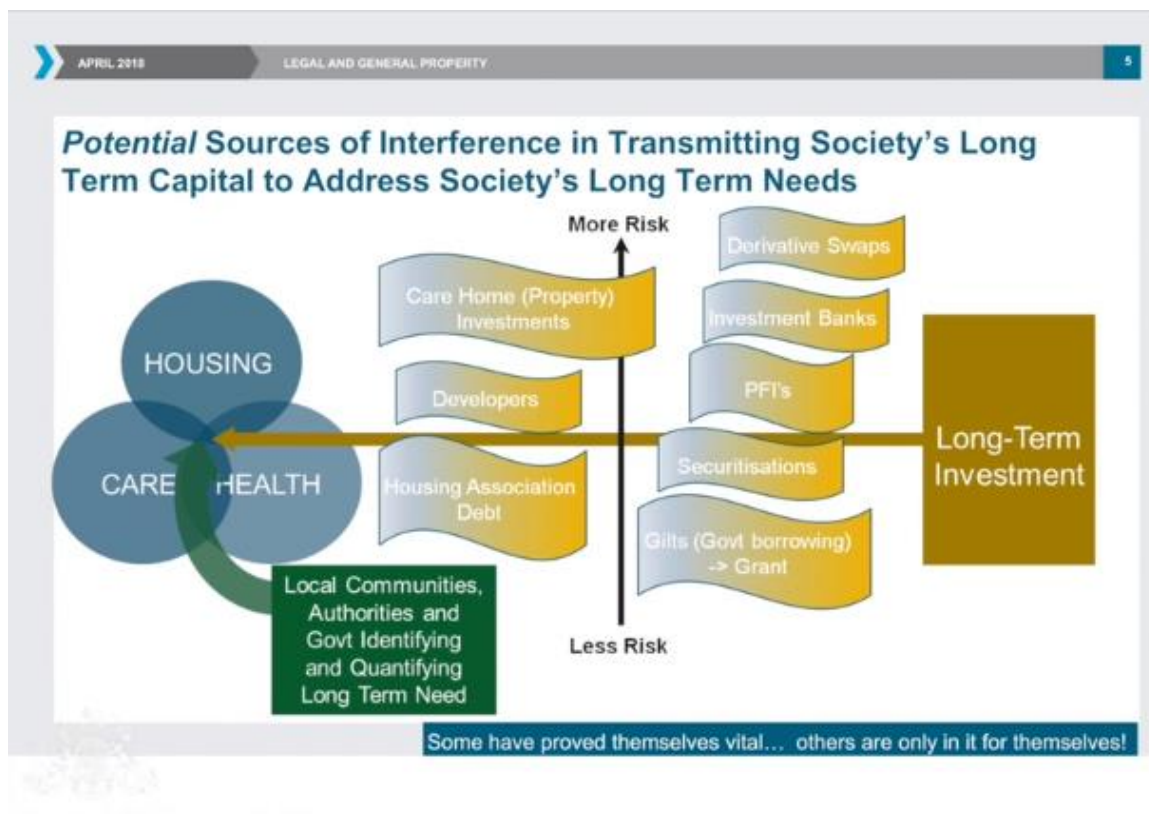 APRIL 2018
LEGAL AND GENERAL PROPERTY
5
Potential Sources of Interference in Transmitting Society's Long
Term Capital to Address Society's Long Term Needs
More Risk
Derivative Swaps
Care Home (Property)
Investments
Investment Banks
HOUSING
Developers
PFI's
Long-Term
Investment
Securitisations
CARE
HEALTH
Housing Association
Debt
Gilts (Govt borrowing)
-> Grant
Local Communities,
Authorities and
Govt Identifying
and Quantifying
Long Term Need
Less Risk
Some have proved themselves vital... others are only in it for themselves!